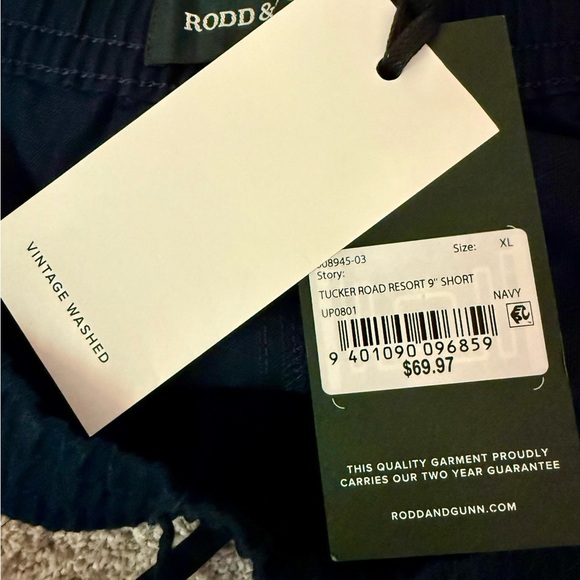 RODD &
VINTAGE WASHED
08945-03 Size: XL
Story:
TUCKER ROAD RESORT 9" SHORT
UP0801 NAVY
9 401090 096859
$69.97
THIS QUALITY GARMENT PROUDLY
CARRIES OUR TWO YEAR GUARANTEE
RODDANDGUNN.COM